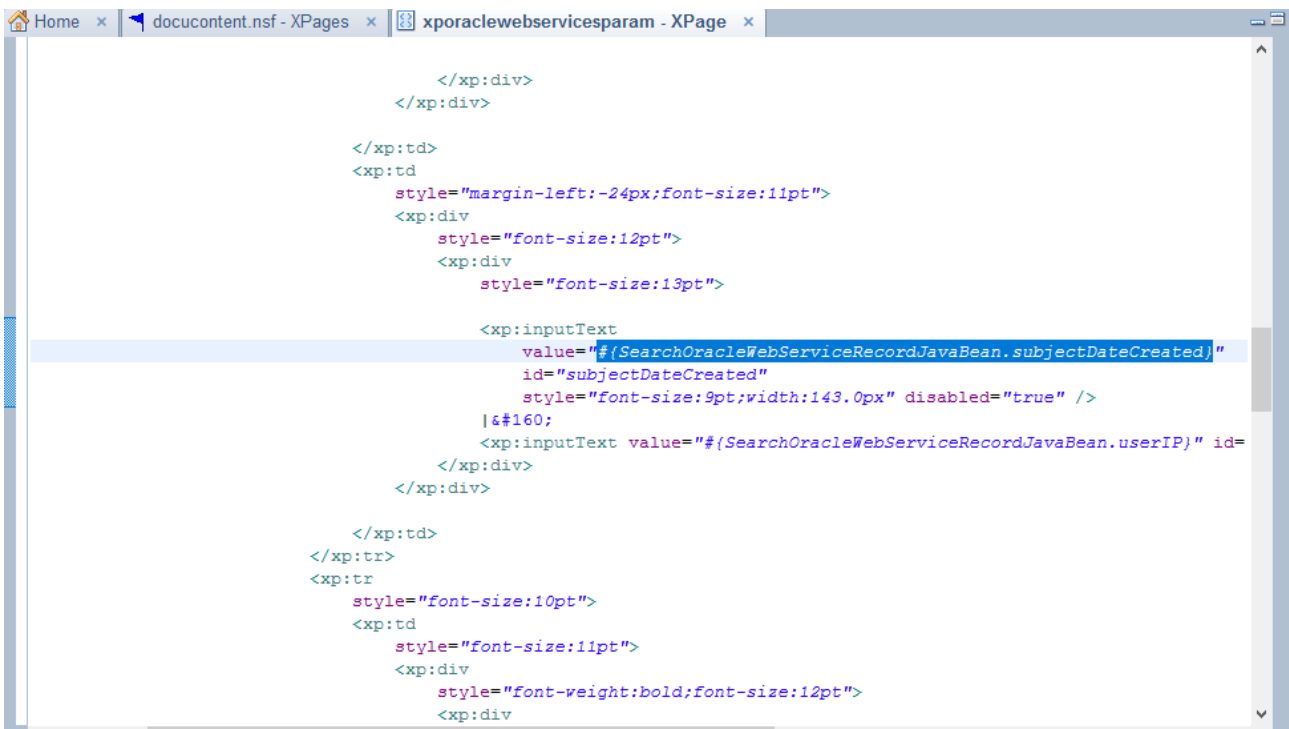 Home × docucontent.nsf - XPages × xporaclewebservicesparam - XPage ×
</xp:div>
</xp:div>
</xp:td>
<xp:td
style="margin-left:-24px;font-size:11pt">
<xp:div
style="font-size:12pt">
<xp:div
style="font-size:13pt">
<xp:inputText
value="#{SearchOracleWebServiceRecordJavaBean.subjectDateCreated}"
id="subjectDateCreated"
style="font-size:9pt;width:143.0px" disabled="true" />
|&#160;
<xp:inputText value="#{SearchOracleWebServiceRecordJavaBean.userIP}" id=
</xp:div>
</xp:div>
</xp:td>
</xp:tr>
<xp:tr
style="font-size:10pt">
<xp:td
style="font-size:11pt">
<xp:div
style="font-weight:bold;font-size:12pt">
<xp:div